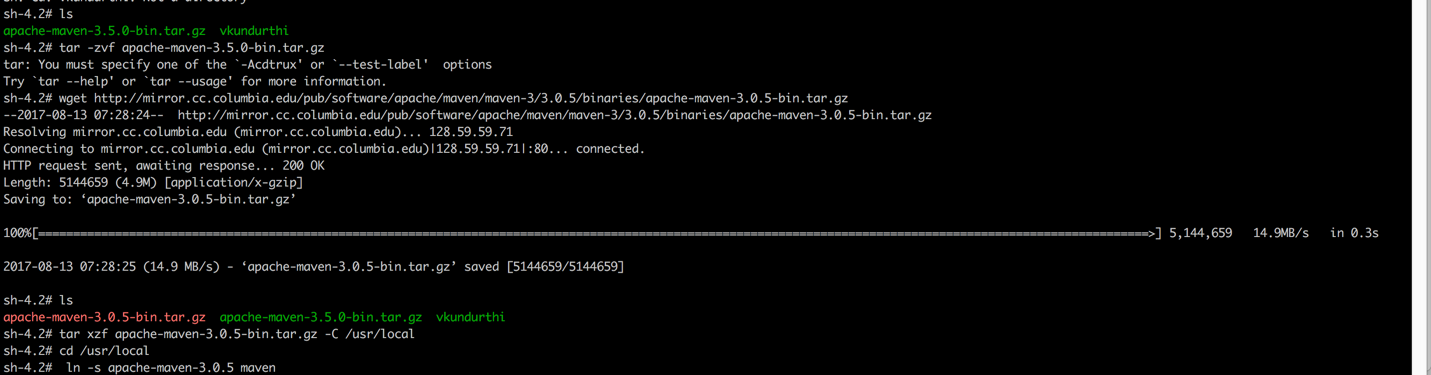 sh-4.2# ls
apache-maven-3.5.0-bin.tar.gz  vkundurthi
sh-4.2# tar -zvf apache-maven-3.5.0-bin.tar.gz
tar: You must specify one of the `-Acdtrux' or `--test-label'  options
Try `tar --help' or `tar --usage' for more information.
sh-4.2# wget http://mirror.cc.columbia.edu/pub/software/apache/maven/maven-3/3.0.5/binaries/apache-maven-3.0.5-bin.tar.gz
--2017-08-13 07:28:24--  http://mirror.cc.columbia.edu/pub/software/apache/maven/maven-3/3.0.5/binaries/apache-maven-3.0.5-bin.tar.gz
Resolving mirror.cc.columbia.edu (mirror.cc.columbia.edu)... 128.59.59.71
Connecting to mirror.cc.columbia.edu (mirror.cc.columbia.edu)|128.59.59.71|:80... connected.
HTTP request sent, awaiting response... 200 OK
Length: 5144659 (4.9M) [application/x-gzip]
Saving to: ‘apache-maven-3.0.5-bin.tar.gz’
100%[==============================================================================================================================================================>] 5,144,659   14.9MB/s   in 0.3s
2017-08-13 07:28:25 (14.9 MB/s) - ‘apache-maven-3.0.5-bin.tar.gz’ saved [5144659/5144659]
sh-4.2# ls
apache-maven-3.0.5-bin.tar.gz  apache-maven-3.5.0-bin.tar.gz  vkundurthi
sh-4.2# tar xzf apache-maven-3.0.5-bin.tar.gz -C /usr/local
sh-4.2# cd /usr/local
sh-4.2#  ln -s apache-maven-3.0.5 maven